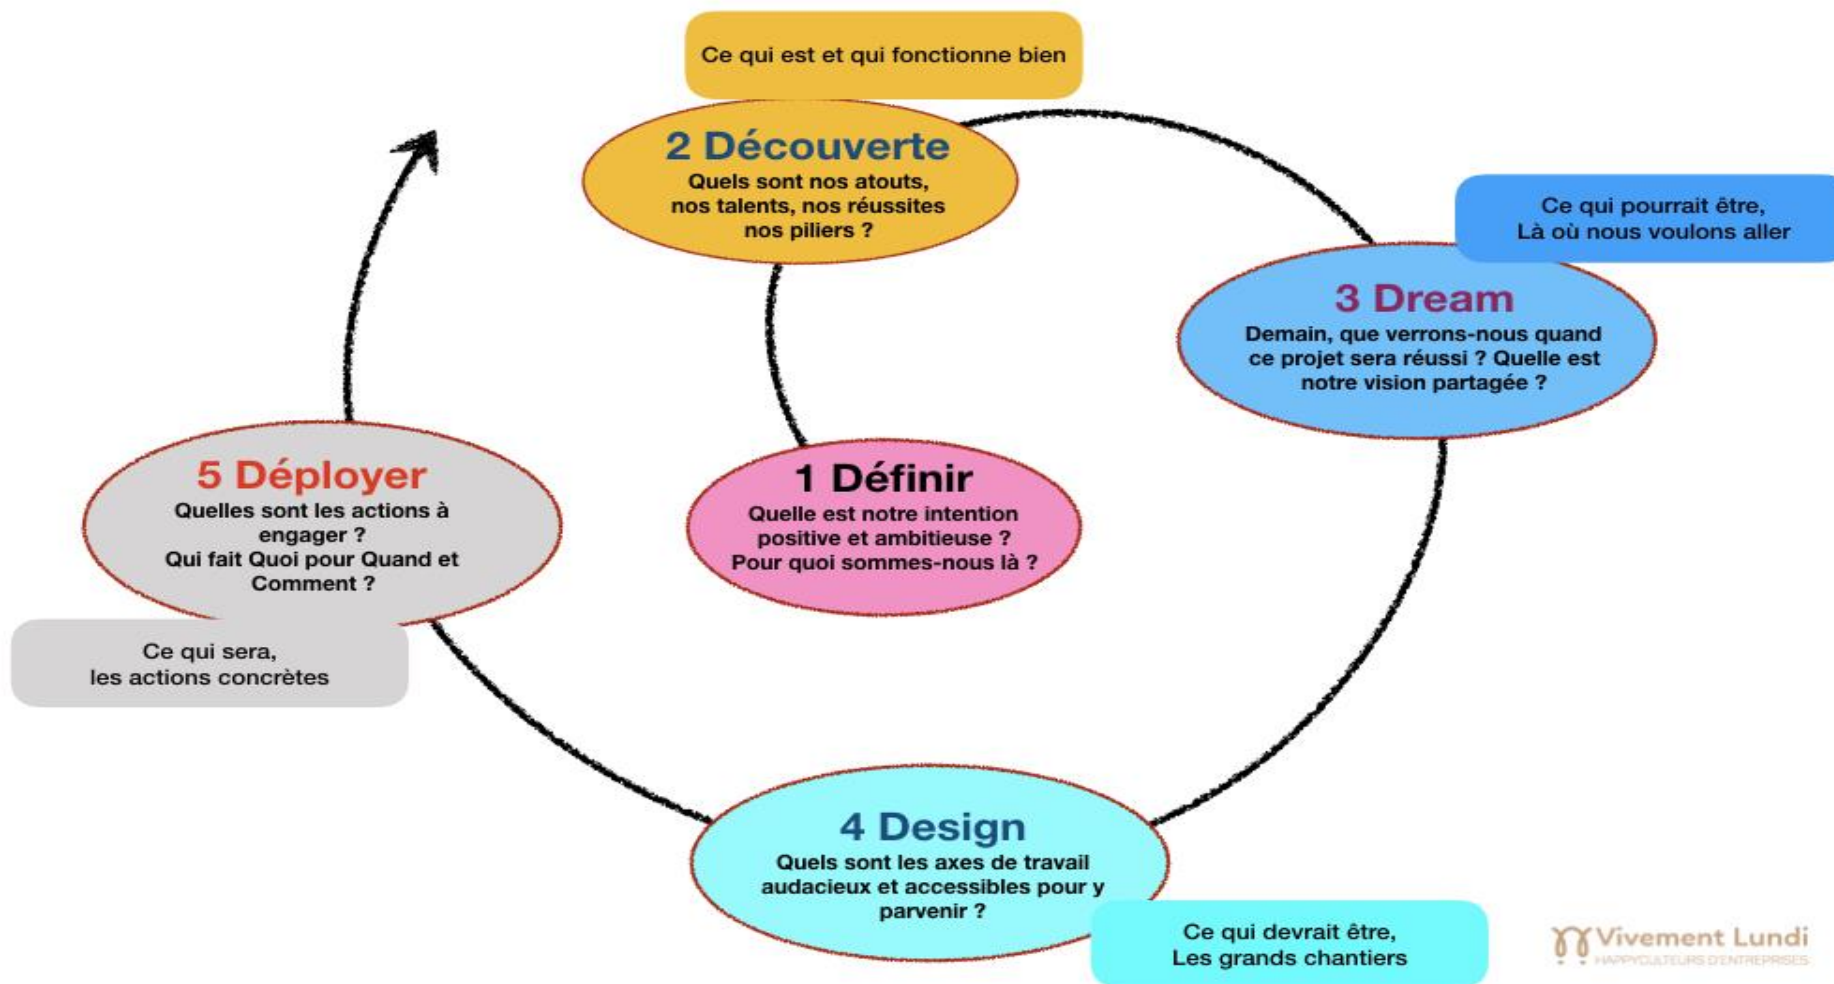 Ce qui est et qui fonctionne bien
2 Découverte
Quels sont nos atouts,
nos talents, nos réussites
nos piliers ?
Ce qui pourrait être,
Là où nous voulons aller
3 Dream
Demain, que verrons-nous quand
ce projet sera réussi ? Quelle est
notre vision partagée ?
1 Définir
Quelle est notre intention
positive et ambitieuse ?
Pour quoi sommes-nous là ?
5 Déployer
Quelles sont les actions à
engager ?
Qui fait Quoi pour Quand et
Comment ?
Ce qui sera,
les actions concrètes
4 Design
Quels sont les axes de travail
audacieux et accessibles pour y
parvenir ?
Ce qui devrait être,
Les grands chantiers
Vivement Lundi
HAPPYCULTEURS D'ENTREPRISES